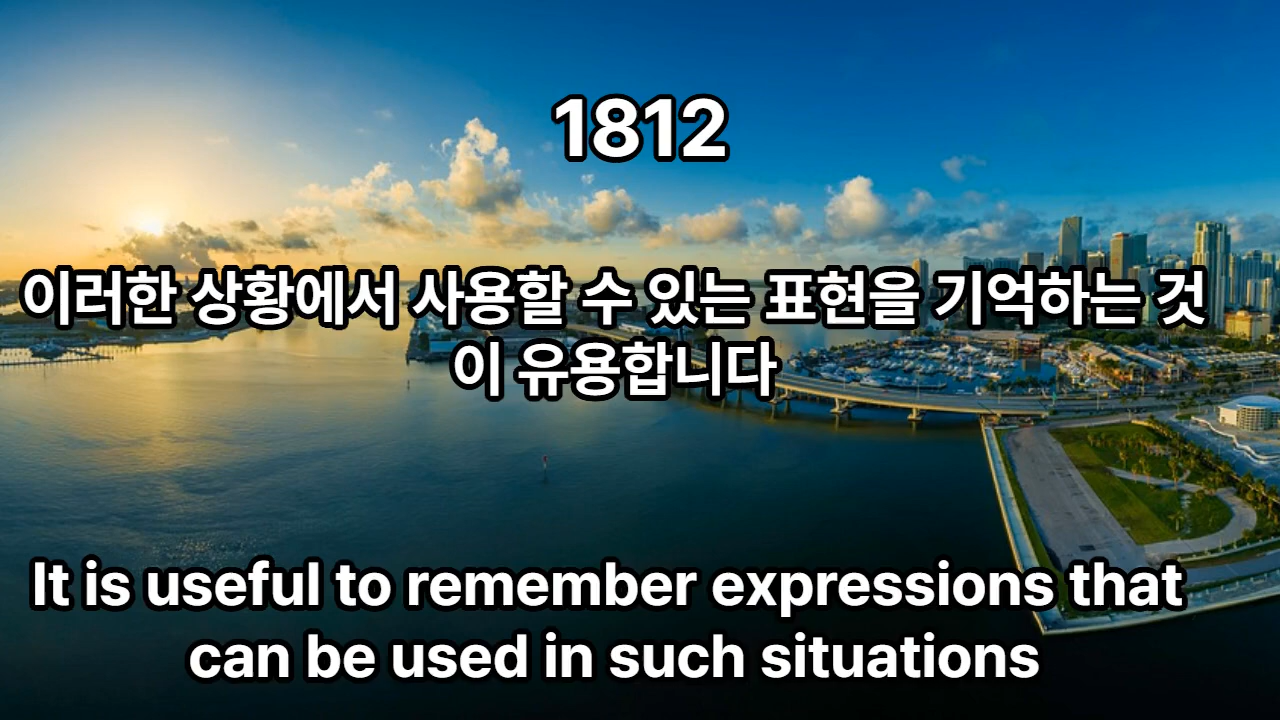 1812
이러한 상황에서 사용할 수 있는 표현을 기억하는 것
이 유용합니다
It is useful to remember expressions that
can be used in such situations